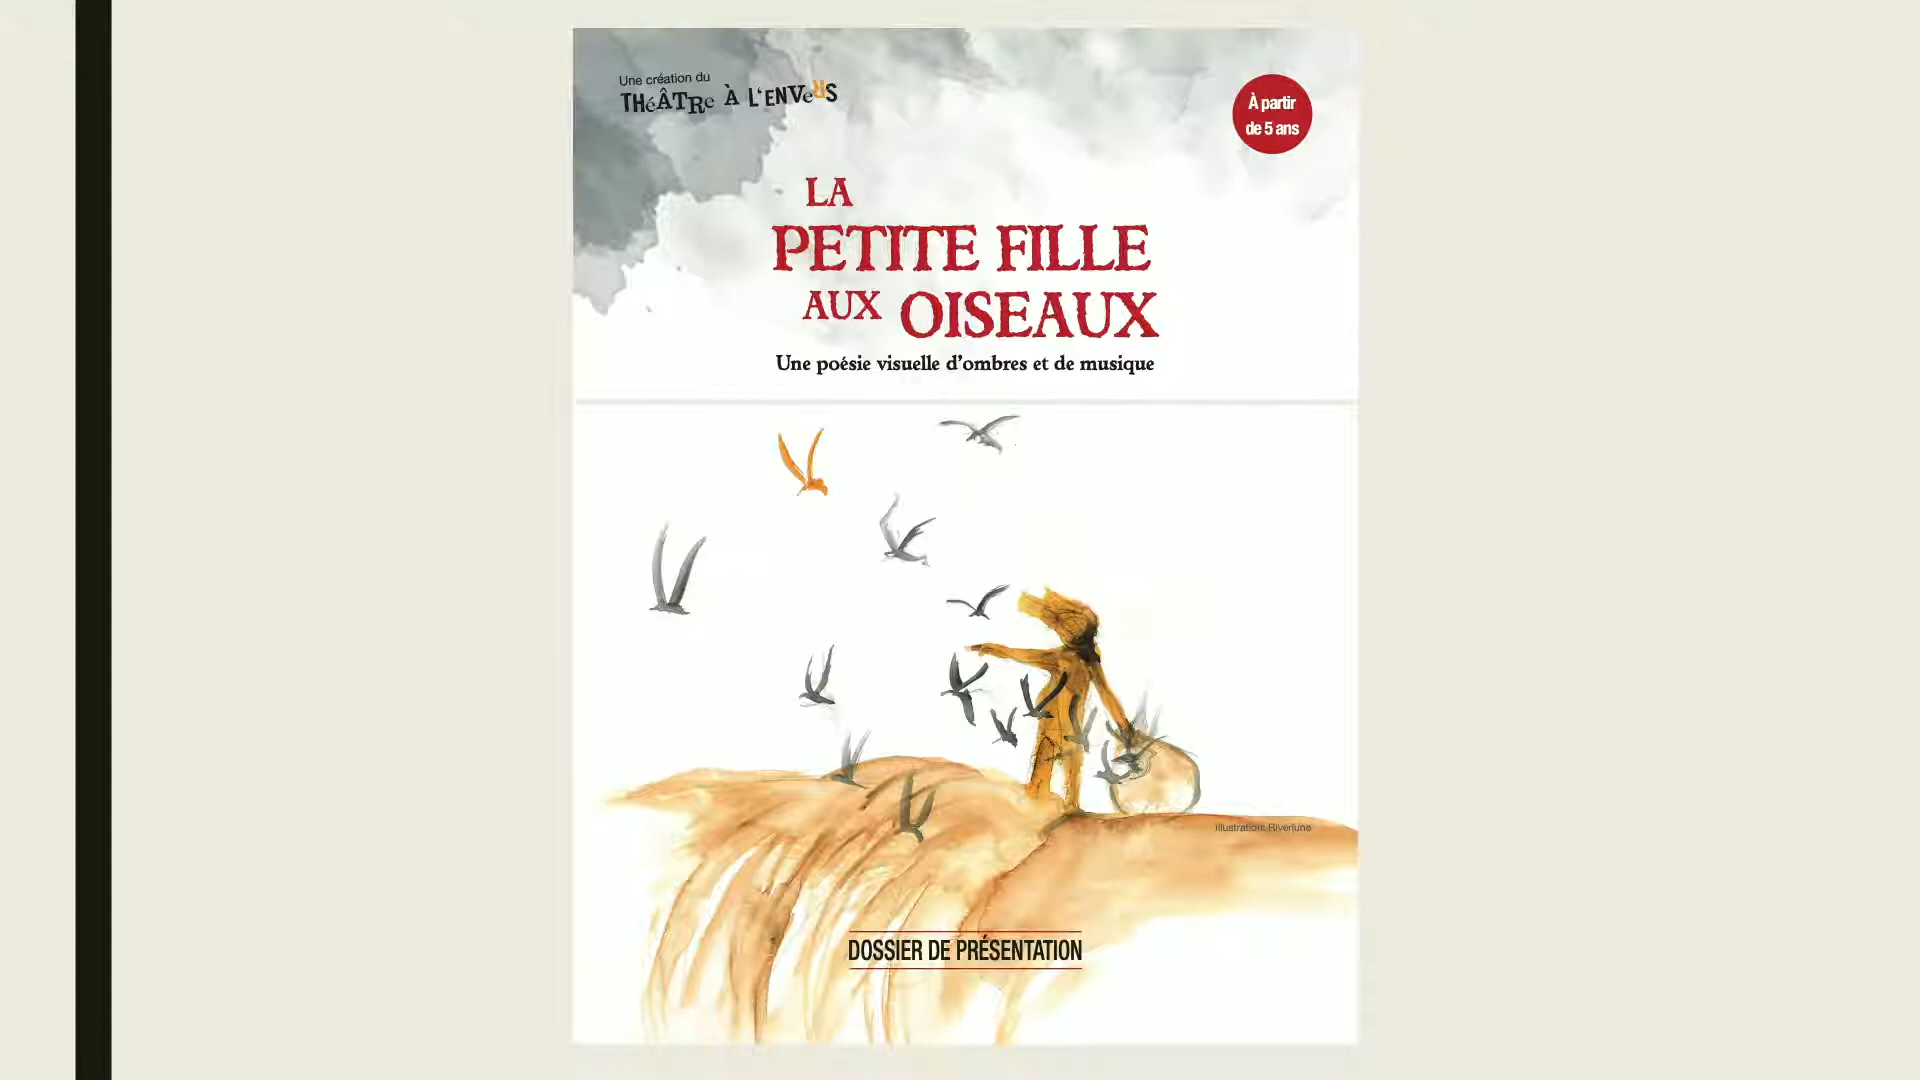 Une création du
THéÂTRe À L'ENVeRS
À partir
de 5 ans
LA
PETITE FILLE
AUX OISEAUX
Une poésie visuelle d'ombres et de musique
Illustration: Riverlune
DOSSIER DE PRÉSENTATION